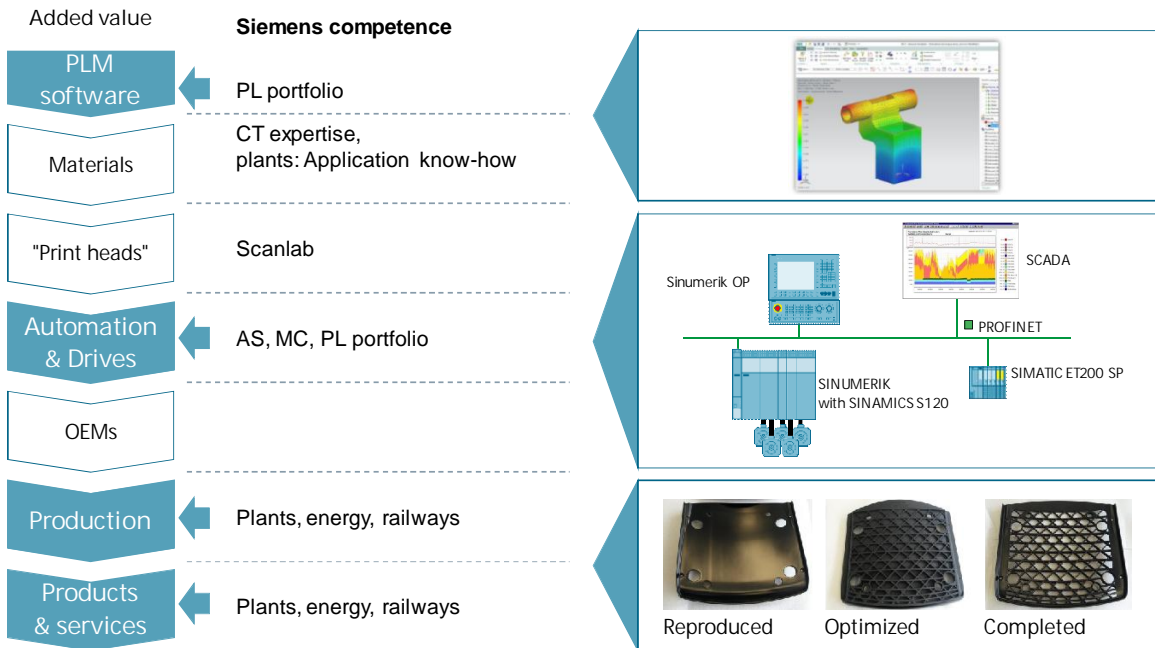 Added value
Siemens competence
PLM
software
PL portfolio
CT expertise,
plants: Application know-how
Materials
"Print heads"
Scanlab
Automation
& Drives
AS, MC, PL portfolio
OEMs
Production
Plants, energy, railways
Products
& services
Plants, energy, railways
Sinumerik OP
SCADA
PROFINET
SINUMERIK
with SINAMICS S120
SIMATIC ET200 SP
Reproduced
Optimized
Completed